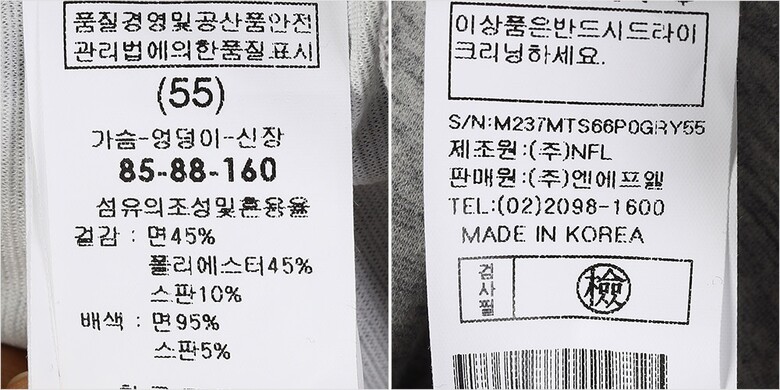 품질경영및공산품안전
관리법에의한품질표시
(55)
가슴-엉덩이-신장
85-88-160
섬유의조성및혼용율
겉감 : 면45%
폴리에스터45%
스판10%
배색 : 면95%
스판5%
이상품은반드시드라이
크리닝하세요.
S/N:M237MTS66P0GRY55
제조원:(주)NFL
판매원:(주)엔에프엘
TEL:(02)2098-1600
MADE IN KOREA
검사필
檢